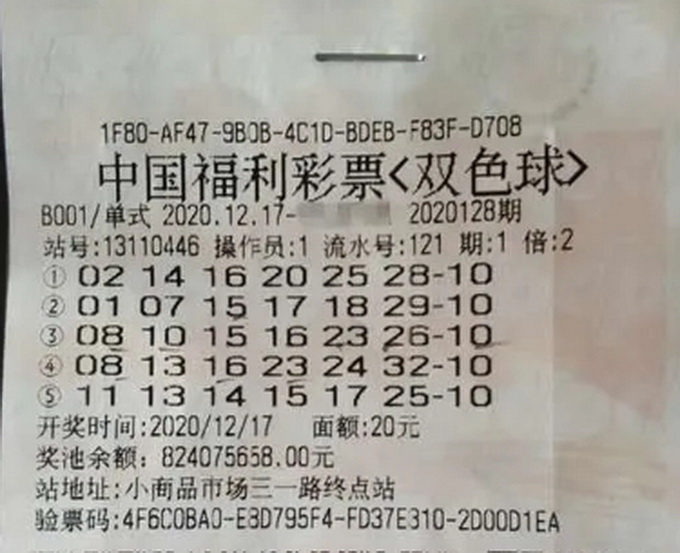 1F80-AF47-9B0B-4C1D-BDEB-F83F-D708
中国福利彩票<双色球>
B001/单式 2020.12.17- 2020128期
站号:13110446 操作员:1 流水号:121 期:1 倍:2
① 02 14 16 20 25 28-10
② 01 07 15 17 18 29-10
③ 08 10 15 16 23 26-10
④ 08 13 16 23 24 32-10
⑤ 11 13 14 15 17 25-10
开奖时间:2020/12/17 面额:20元
奖池余额: 824075658.00元
站地址:小商品市场三一路终点站
验票码:4F6C0BA0-E3D795F4-FD37E310-2D00D1EA